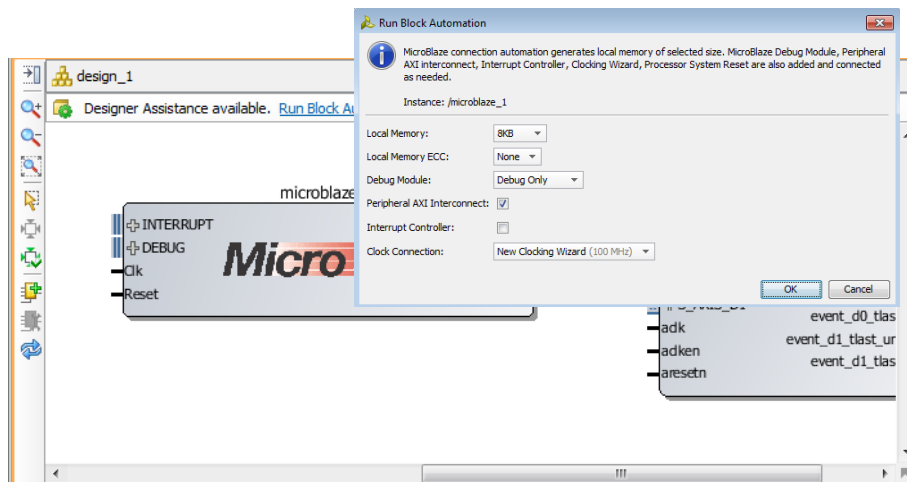 Run Block Automation
MicroBlaze connection automation generates local memory of selected size. MicroBlaze Debug Module, Peripheral
AXI interconnect, Interrupt Controller, Clocking Wizard, Processor System Reset are also added and connected
as needed.
Instance: /microblaze_1
Local Memory: 8KB
Local Memory ECC: None
Debug Module: Debug Only
Peripheral AXI Interconnect:
Interrupt Controller:
Clock Connection: New Clocking Wizard (100 MHz)
OK Cancel
design_1
Designer Assistance available. Run Block Au
microblaze
INTERRUPT
DEBUG
Clk
Reset
Micro
event_d0_tlas
adk
event_d1_tlast_ur
adken
event_d1_tlas
aresetn